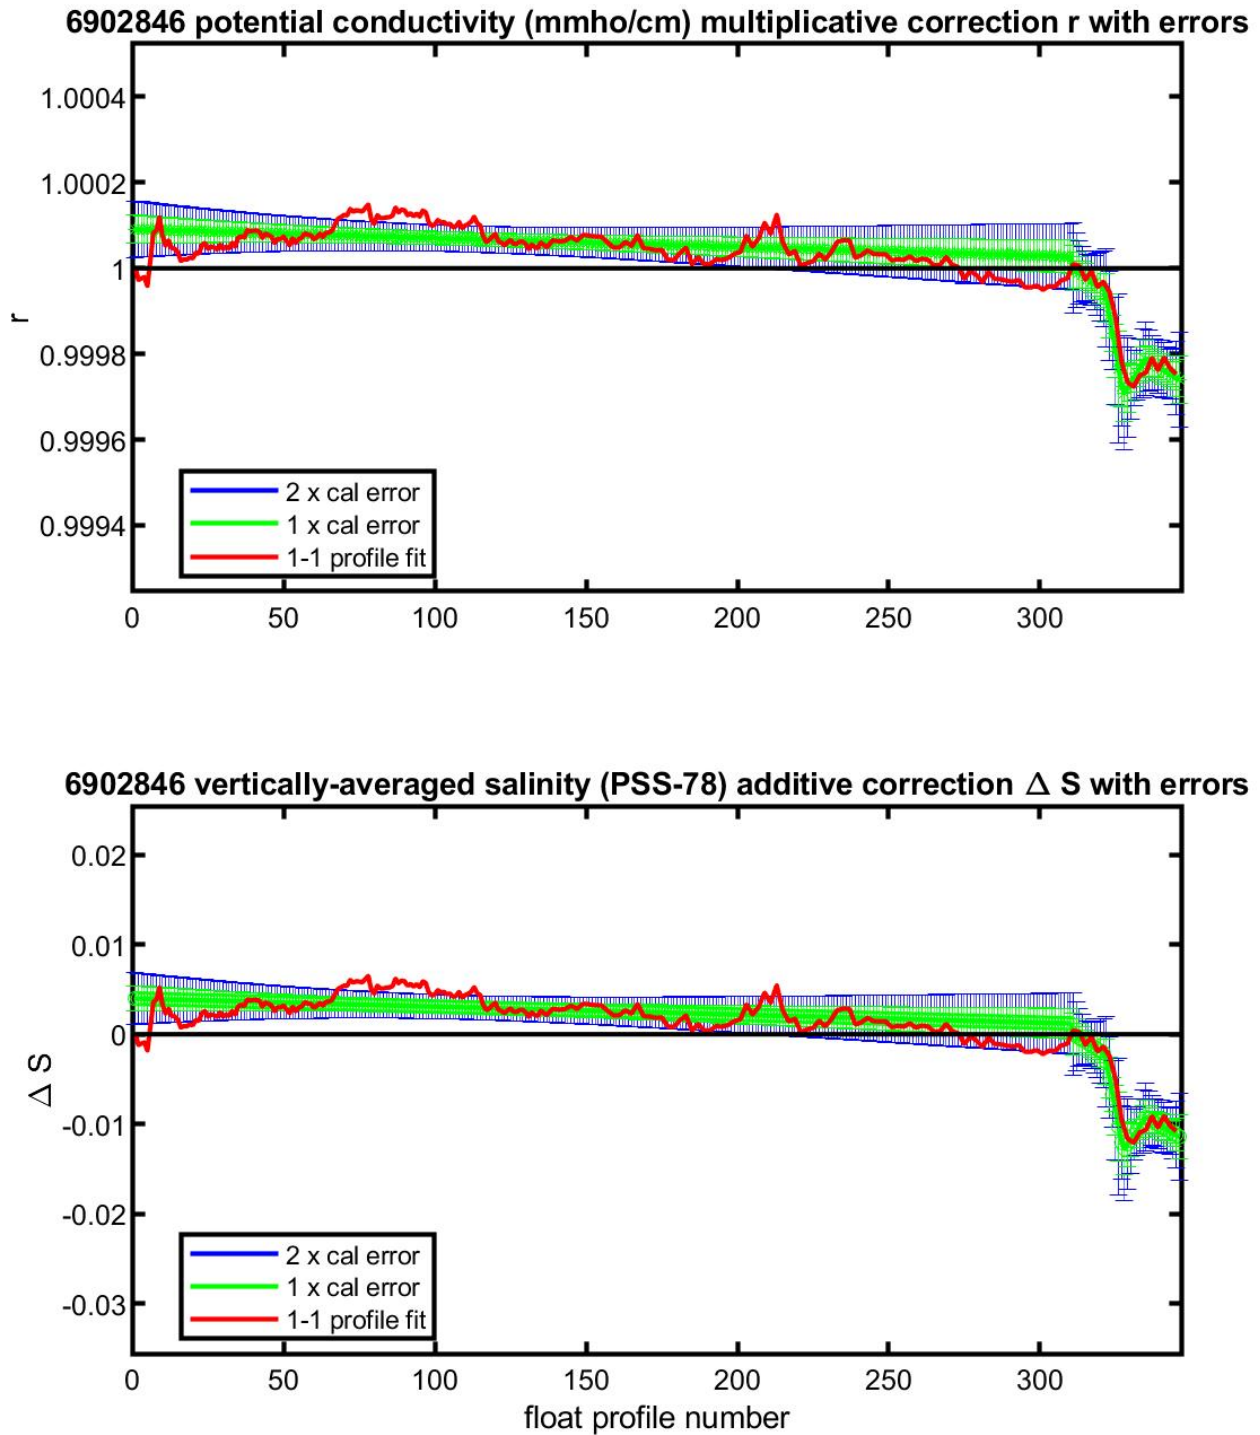 6902846 potential conductivity (mmho/cm) multiplicative correction r with errors
1.0004
1.0002
1
0.9998
0.9996
0.9994
r
2 x cal error
1 x cal error
1-1 profile fit
0 50 100 150 200 250 300
6902846 vertically-averaged salinity (PSS-78) additive correction Δ S with errors
0.02
0.01
0
-0.01
-0.02
-0.03
Δ S
2 x cal error
1 x cal error
1-1 profile fit
0 50 100 150 200 250 300
float profile number